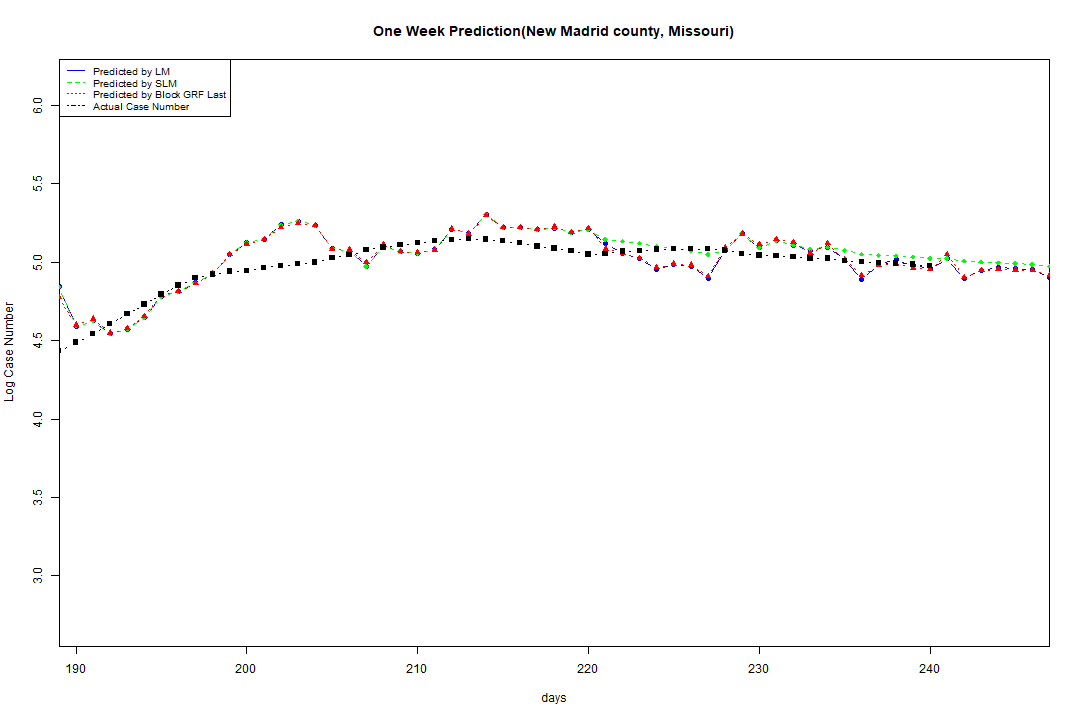 One Week Prediction(New Madrid county, Missouri)
Predicted by LM
Predicted by SLM
Predicted by Block GRF Last
Actual Case Number
6.0
5.5
5.0
4.5
4.0
3.5
3.0
Log Case Number
190 200 210 220 230 240
days